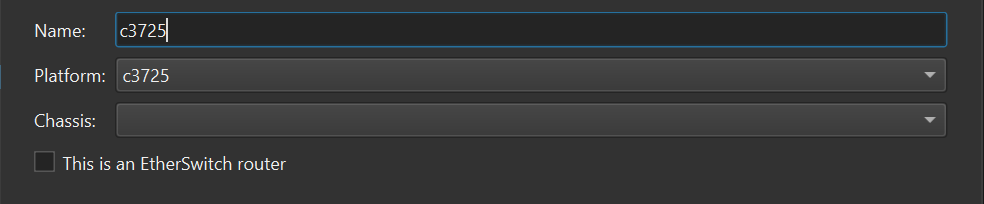 Name: c3725
Platform: c3725
Chassis:
This is an EtherSwitch router